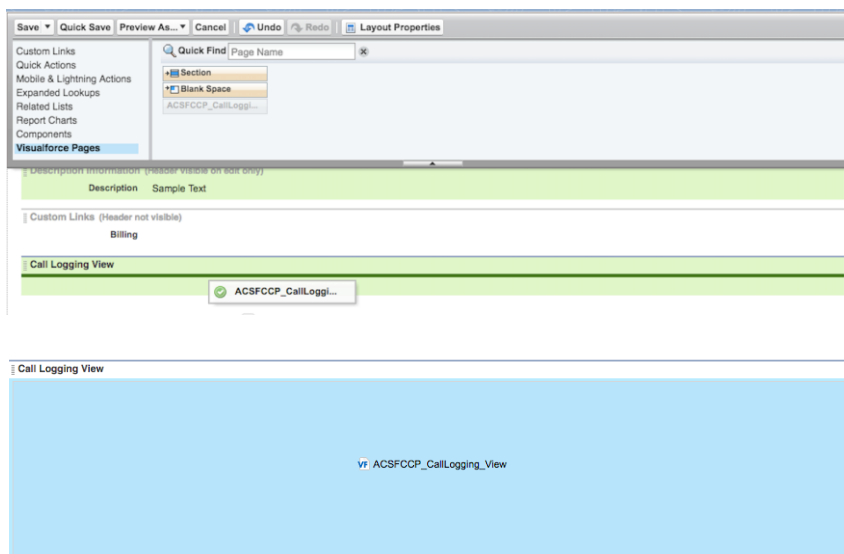 Save ▼ Quick Save Preview As... ▼ Cancel Undo Redo Layout Properties
Custom Links
Quick Actions
Mobile & Lightning Actions
Expanded Lookups
Related Lists
Report Charts
Components
Visualforce Pages
Quick Find Page Name
Section
Blank Space
ACSFCCP_CallLoggi...
Description Information (Header visible on edit only)
Description Sample Text
Custom Links (Header not visible)
Billing
Call Logging View
ACSFCCP_CallLoggi...
Call Logging View
VF ACSFCCP_CallLogging_View